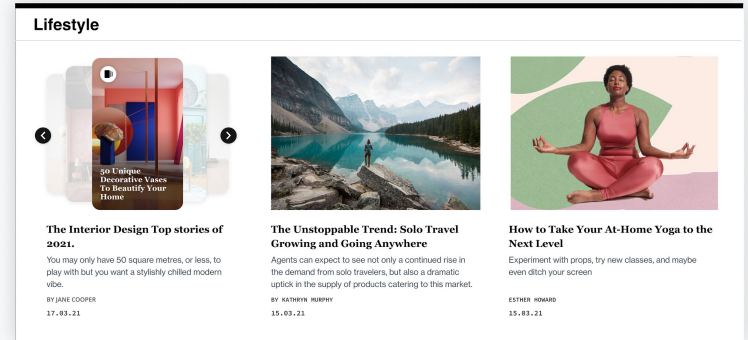 Lifestyle
50 Unique
Decorative Vases
To Beautify Your
Home
The Interior Design Top stories of
2021.
You may only have 50 square metres, or less, to
play with but you want a stylishly chilled modern
vibe.
BY JANE COOPER
17.03.21
The Unstoppable Trend: Solo Travel
Growing and Going Anywhere
Agents can expect to see not only a continued rise in
the demand from solo travelers, but also a dramatic
uptick in the supply of products catering to this market.
BY KATHRYN MURPHY
15.03.21
How to Take Your At-Home Yoga to the
Next Level
Experiment with props, try new classes, and maybe
even ditch your screen
ESTHER HOWARD
15.03.21